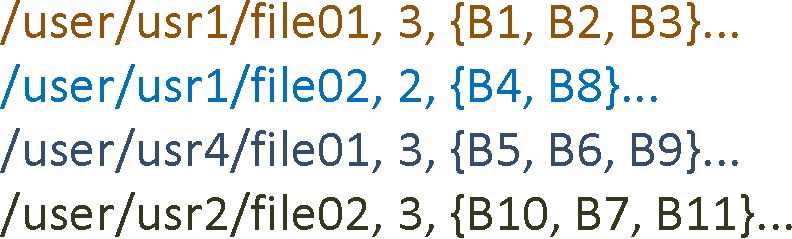 /user/usr1/file01, 3, {B1, B2, B3}...
/user/usr1/file02, 2, {B4, B8}...
/user/usr4/file01, 3, {B5, B6, B9}...
/user/usr2/file02, 3, {B10, B7, B11}...